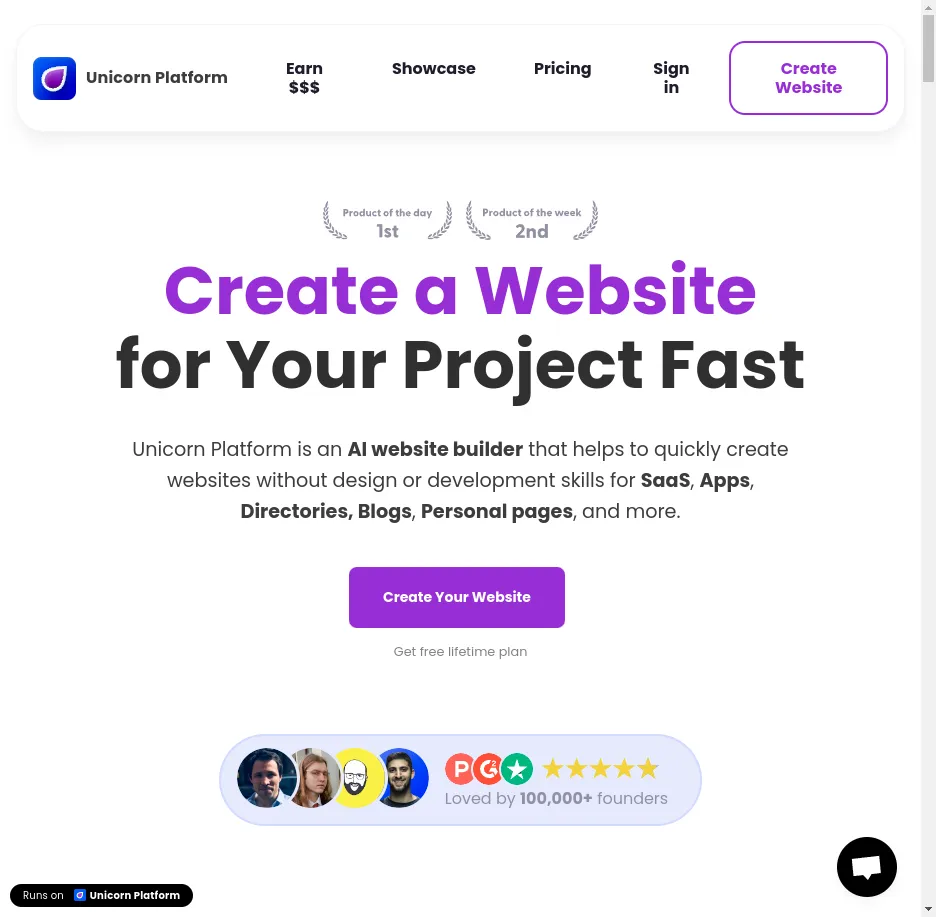 Unicorn Platform
Earn
$$$
Showcase
Pricing
Sign
in
Create
Website
Product of the day
1st
Product of the week
2nd
Create a Website
for Your Project Fast
Unicorn Platform is an AI website builder that helps to quickly create
websites without design or development skills for SaaS, Apps,
Directories, Blogs, Personal pages, and more.
Create Your Website
Get free lifetime plan
P
G2
Loved by 100,000+ founders
Runs on Unicorn Platform